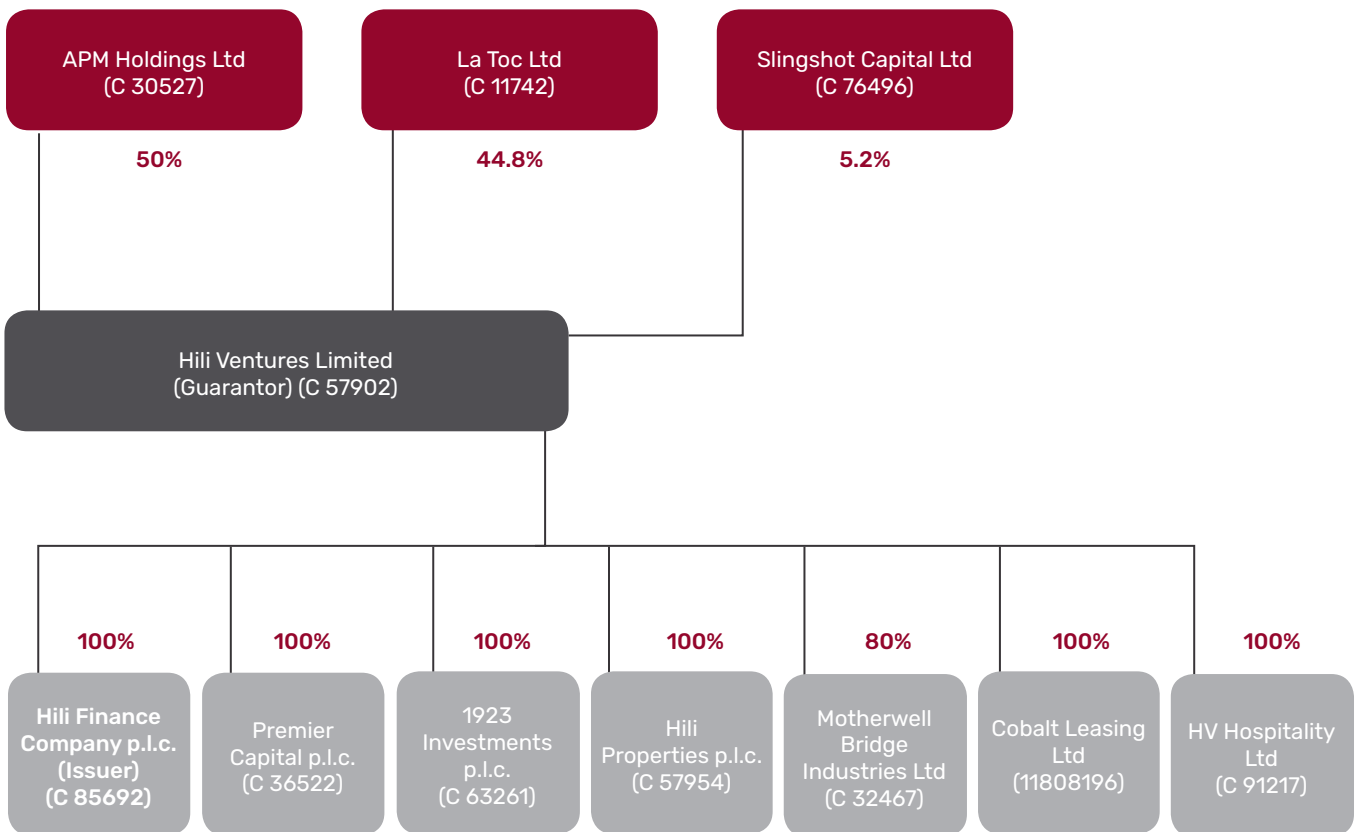 APM Holdings Ltd
(C 30527)
La Toc Ltd
(C 11742)
Slingshot Capital Ltd
(C 76496)
50%
44.8%
5.2%
Hili Ventures Limited
(Guarantor) (C 57902)
100%
100%
100%
100%
80%
100%
100%
Hili Finance
Company p.l.c.
(Issuer)
(C 85692)
Premier
Capital p.l.c.
(C 36522)
1923
Investments
p.l.c.
(C 63261)
Hili
Properties p.l.c.
(C 57954)
Motherwell
Bridge
Industries Ltd
(C 32467)
Cobalt Leasing
Ltd
(11808196)
HV Hospitality
Ltd
(C 91217)